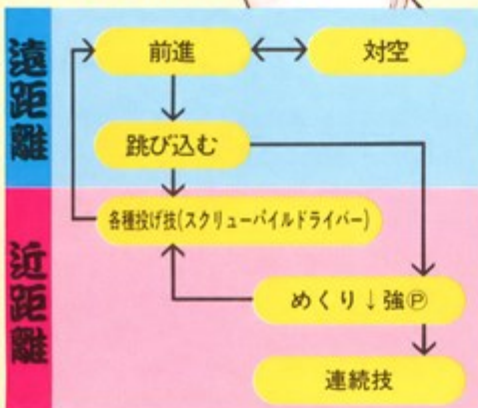 遠距離
前進
対空
跳び込む
近距離
各種投げ技(スクリューパイルドライバー)
めくり↓強Ⓟ
連続技